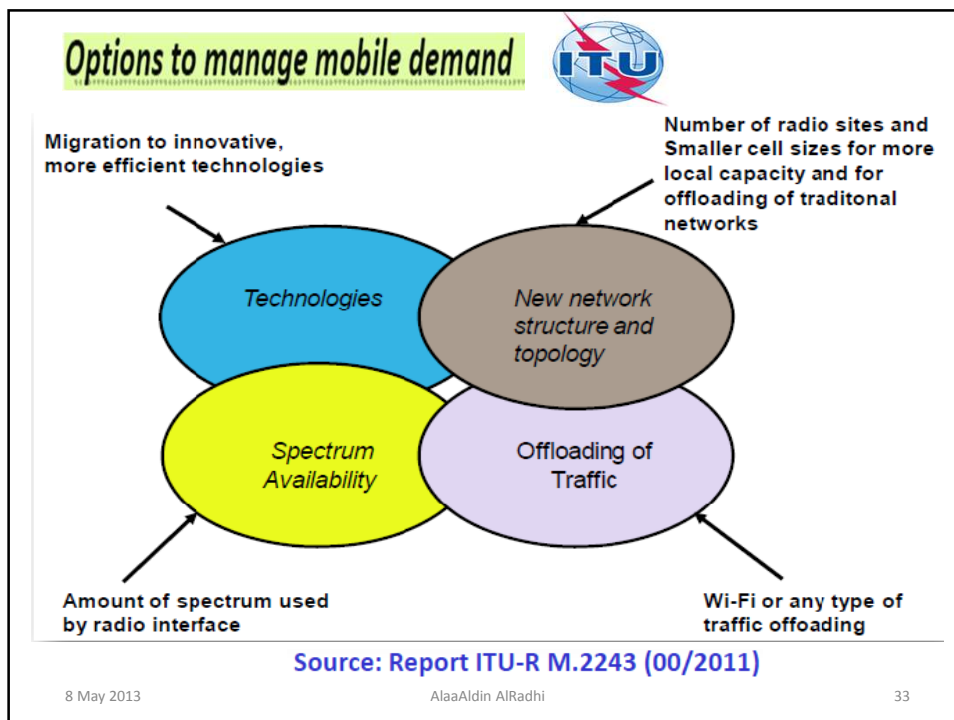 Options to manage mobile demand
ITU
Migration to innovative,
more efficient technologies
Number of radio sites and
Smaller cell sizes for more
local capacity and for
offloading of traditonal
networks
Technologies
New network
structure and
topology
Spectrum
Availability
Offloading of
Traffic
Amount of spectrum used
by radio interface
Wi-Fi or any type of
traffic offoading
Source: Report ITU-R M.2243 (00/2011)
8 May 2013
AlaaAldin AlRadhi
33